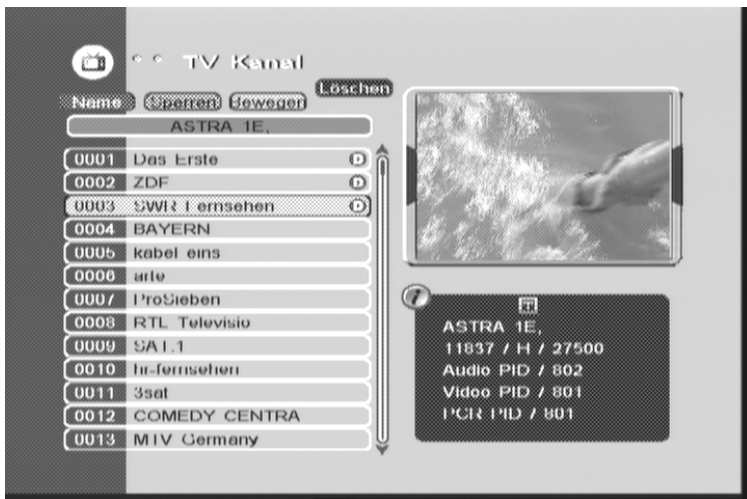 TV Kanal
Löschen
Name Sperren Bewegen
ASTRA 1E,
0001 Das Erste D
0002 ZDF D
0003 SWR Fernsehen D
0004 BAYERN
0005 kabel eins
0006 arte
0007 ProSieben
0008 RTL Televisio
0009 SAT.1
0010 hr-fernsehen
0011 3sat
0012 COMEDY CENTRA
0013 MTV Germany
i
ASTRA 1E,
11837 / H / 27500
Audio PID / 802
Video PID / 801
PCR PID / 801